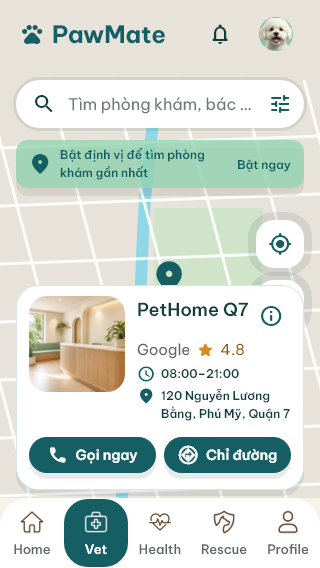 PawMate
Tìm phòng khám, bác ...
Bật định vị để tìm phòng
khám gần nhất
Bật ngay
PetHome Q7
Google 4.8
08:00–21:00
120 Nguyễn Lương
Bằng, Phú Mỹ, Quận 7
Gọi ngay
Chỉ đường
Home
Vet
Health
Rescue
Profile